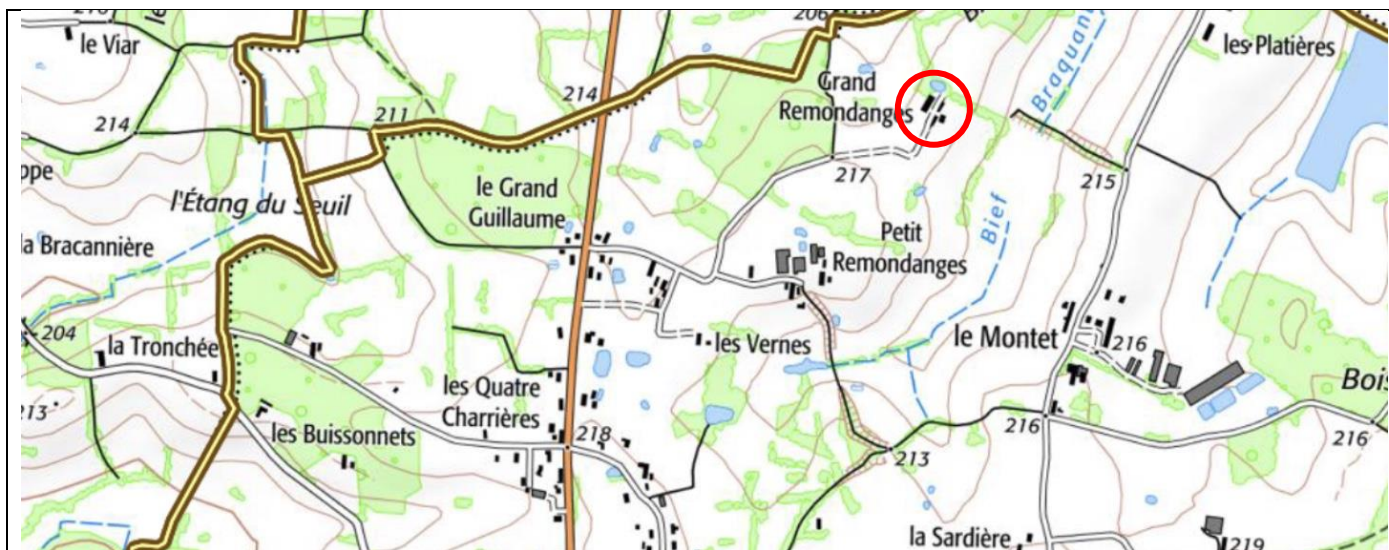 206
le Viar
les Platières
Grand
Remondanges
Braquan
214
211
214
217
215
l'Étang du Seuil
le Grand
Guillaume
Bief
Petit
Remondanges
la Bracannière
204
la Tronchée
les Vernes
le Montet
216
les Quatre
Charrières
Bois
213
les Buissonnets
218
216
216
213
la Sardière
219